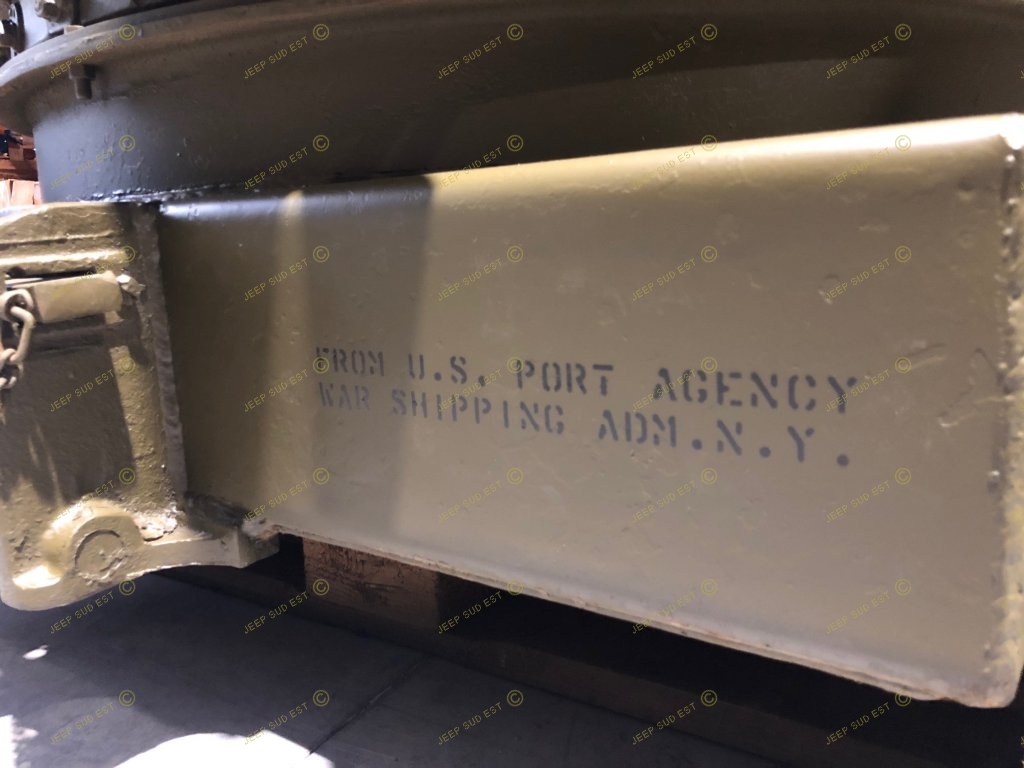 FROM U.S. PORT AGENCY
WAR SHIPPING ADM.N.Y.
JEEP SUD EST ©